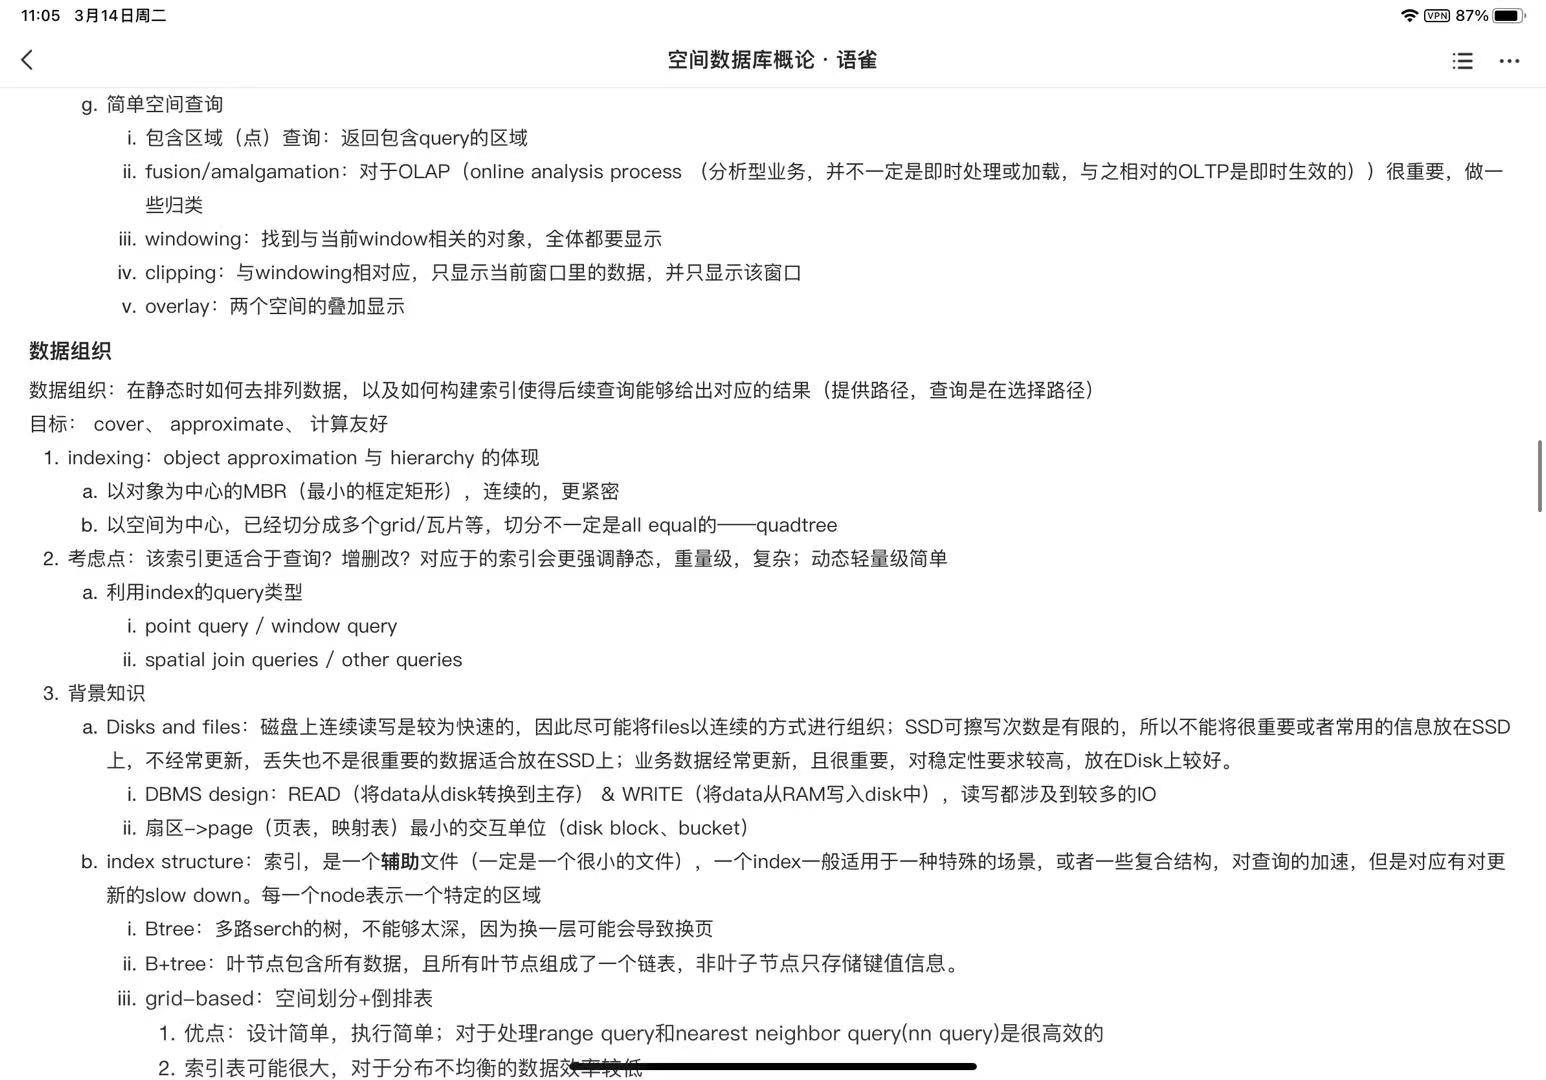 11:05 3月14日周二
VPN 87%
空间数据库概论 · 语雀
g. 简单空间查询
i. 包含区域（点）查询：返回包含query的区域
ii. fusion/amalgamation：对于OLAP（online analysis process （分析型业务，并不一定是即时处理或加载，与之相对的OLTP是即时生效的））很重要，做一
些归类
iii. windowing：找到与当前window相关的对象，全体都要显示
iv. clipping：与windowing相对应，只显示当前窗口里的数据，并只显示该窗口
v. overlay：两个空间的叠加显示
数据组织
数据组织：在静态时如何去排列数据，以及如何构建索引使得后续查询能够给出对应的结果（提供路径，查询是在选择路径）
目标： cover、 approximate、 计算友好
1. indexing：object approximation 与 hierarchy 的体现
a. 以对象为中心的MBR（最小的框定矩形），连续的，更紧密
b. 以空间为中心，已经切分成多个grid/瓦片等，切分不一定是all equal的——quadtree
2. 考虑点：该索引更适合于查询？增删改？对应于的索引会更强调静态，重量级，复杂；动态轻量级简单
a. 利用index的query类型
i. point query / window query
ii. spatial join queries / other queries
3. 背景知识
a. Disks and files：磁盘上连续读写是较为快速的，因此尽可能将files以连续的方式进行组织；SSD可擦写次数是有限的，所以不能将很重要或者常用的信息放在SSD
上，不经常更新，丢失也不是很重要的数据适合放在SSD上；业务数据经常更新，且很重要，对稳定性要求较高，放在Disk上较好。
i. DBMS design：READ（将data从disk转换到主存） & WRITE（将data从RAM写入disk中），读写都涉及到较多的IO
ii. 扇区->page（页表，映射表）最小的交互单位（disk block、bucket）
b. index structure：索引，是一个辅助文件（一定是一个很小的文件），一个index一般适用于一种特殊的场景，或者一些复合结构，对查询的加速，但是对应有对更
新的slow down。每一个node表示一个特定的区域
i. Btree：多路serch的树，不能够太深，因为换一层可能会导致换页
ii. B+tree：叶节点包含所有数据，且所有叶节点组成了一个链表，非叶子节点只存储键值信息。
iii. grid-based：空间划分+倒排表
1. 优点：设计简单，执行简单；对于处理range query和nearest neighbor query(nn query)是很高效的
2. 索引表可能很大，对于分布不均衡的数据效率较低